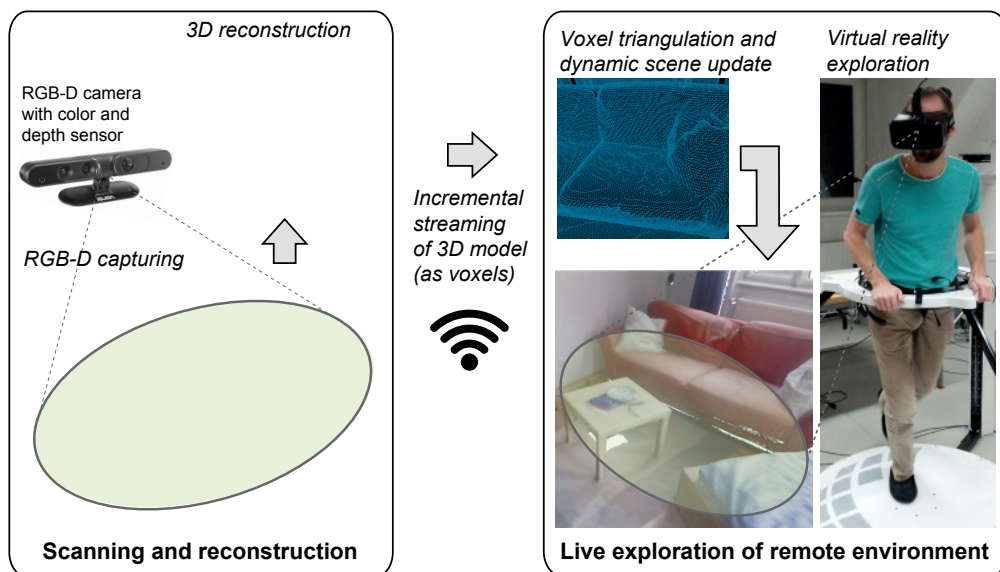 3D reconstruction
RGB-D camera
with color and
depth sensor
RGB-D capturing
Scanning and reconstruction
Incremental
streaming
of 3D model
(as voxels)
Voxel triangulation and
dynamic scene update
Virtual reality
exploration
Live exploration of remote environment